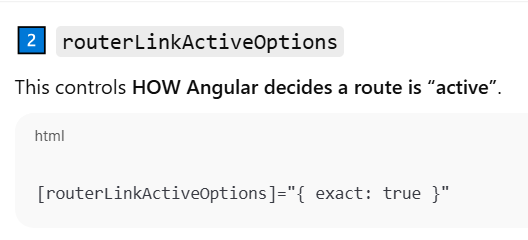 2 routerLinkActiveOptions
This controls HOW Angular decides a route is “active”.
html
[routerLinkActiveOptions]="{ exact: true }"